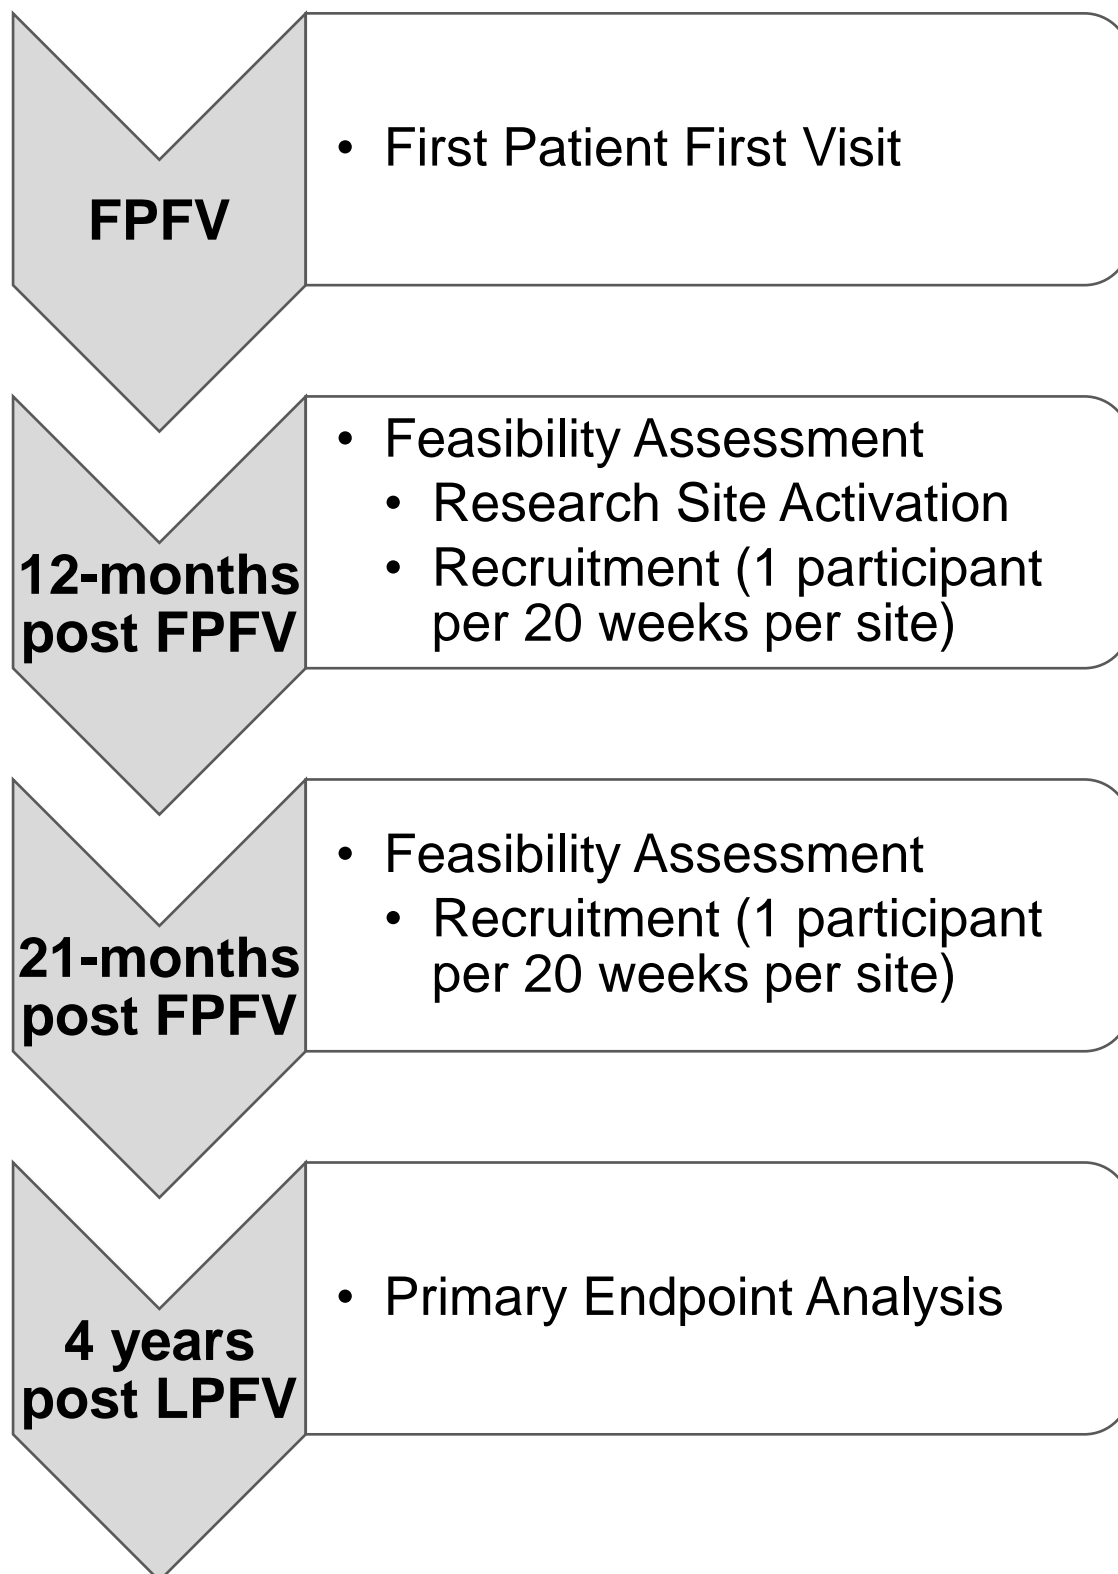 FPFV
• First Patient First Visit
12-months
post FPFV
• Feasibility Assessment
• Research Site Activation
• Recruitment (1 participant
per 20 weeks per site)
21-months
post FPFV
• Feasibility Assessment
• Recruitment (1 participant
per 20 weeks per site)
4 years
post LPFV
• Primary Endpoint Analysis